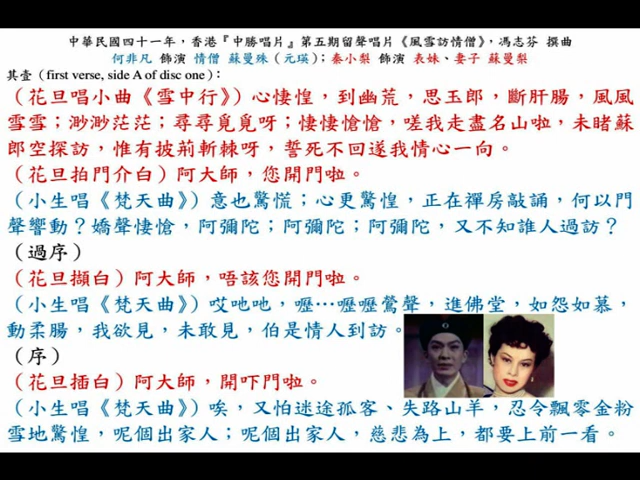 中華民國四十一年，香港『中勝唱片』第五期留聲唱片《風雪訪情僧》，馮志芬 撰曲
何非凡 飾演 情僧 蘇曼殊（元瑛）；秦小梨 飾演 表妹、妻子 蘇曼梨
其壹（first verse, side A of disc one）：
（花旦唱小曲《雪中行》）心悽惶，到幽荒，思玉郎，斷肝腸，風風
雪雪；渺渺茫茫；尋尋覓覓呀；悽悽愴愴，嗟我走盡名山啦，未睹蘇
郎空探訪，惟有披荊斬棘呀，誓死不回遂我情心一向。
（花旦拍門介白）阿大師，您開門啦。
（小生唱《梵天曲》）意也驚慌；心更驚惶，正在禪房敲誦，何以門
聲響動？嬌聲悽愴，阿彌陀；阿彌陀；阿彌陀，又不知誰人過訪？
（過序）
（花旦擷白）阿大師，唔該您開門啦。
（小生唱《梵天曲》）哎吔吔，嚦⋯嚦嚦鶯聲，進佛堂，如怨如慕，
動柔腸，我欲見，未敢見，伯是情人到訪。
（序）
（花旦插白）阿大師，開吓門啦。
（小生唱《梵天曲》）唉，又怕迷途孤客、失路山羊，忍令飄零金粉
雪地驚惶，呢個出家人；呢個出家人，慈悲為上，都要上前一看。